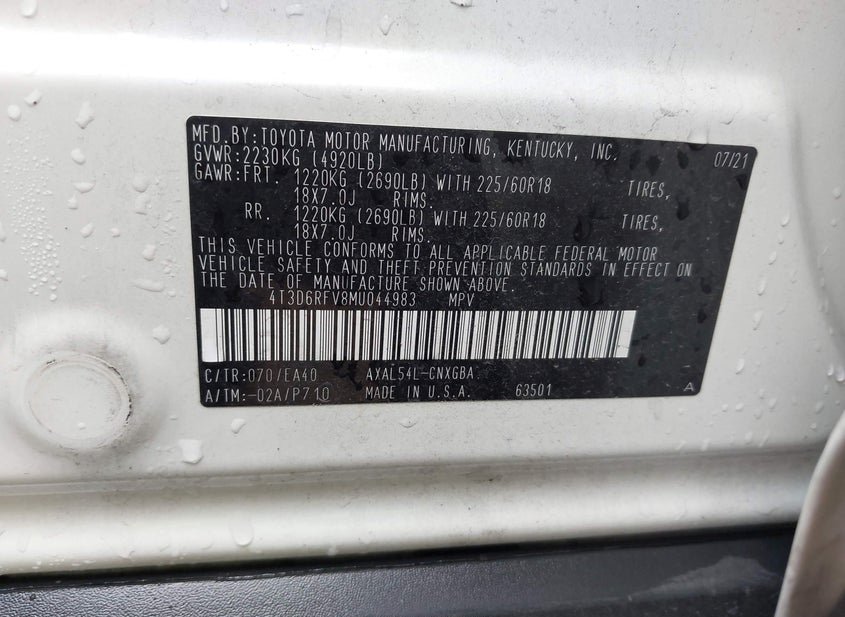 MFD.BY:TOYOTA MOTOR MANUFACTURING, KENTUCKY, INC. 07/21
GVWR:2230KG (4920LB)
GAWR:FRT. 1220KG (2690LB) WITH 225/60R18 TIRES,
18X7.0J RIMS.
RR. 1220KG (2690LB) WITH 225/60R18 TIRES,
18X7.0J RIMS.
THIS VEHICLE CONFORMS TO ALL APPLICABLE FEDERAL MOTOR
VEHICLE SAFETY AND THEFT PREVENTION STANDARDS IN EFFECT ON
THE DATE OF MANUFACTURE SHOWN ABOVE.
4T3D6RFV8MU044983 MPV
C/TR:070/EA40 AXAL54L-CNXGBA
A/TM:-02A/P710 MADE IN U.S.A. 63501 A